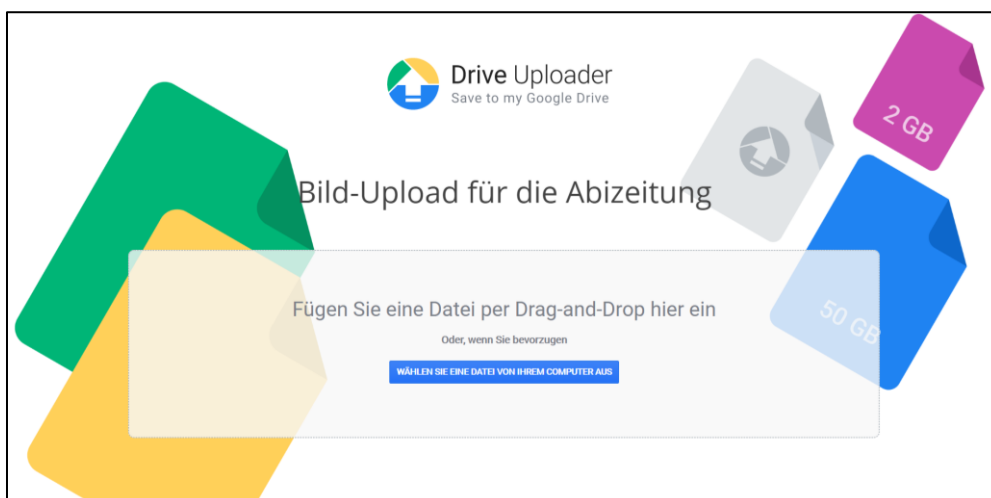 Drive Uploader
Save to my Google Drive
2 GB
Bild-Upload für die Abizeitung
Fügen Sie eine Datei per Drag-and-Drop hier ein
50 GB
Oder, wenn Sie bevorzugen
WÄHLEN SIE EINE DATEI VON IHREM COMPUTER AUS